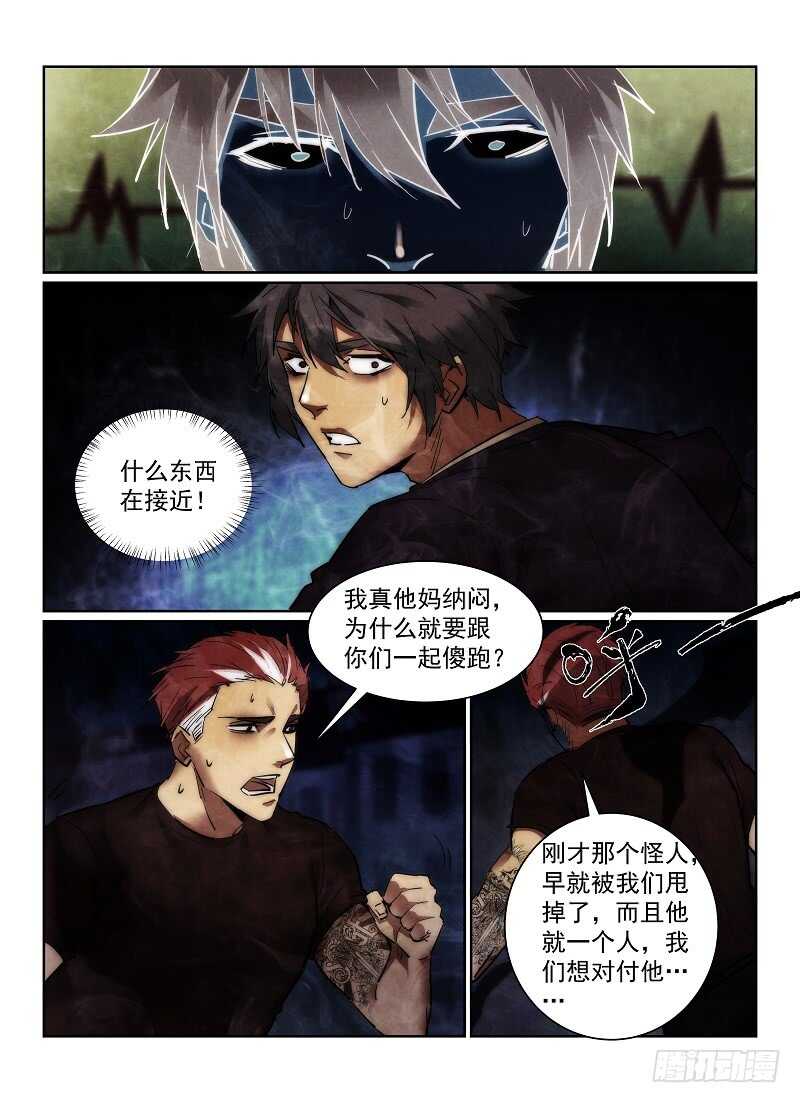 什么东西
在接近！
我真他妈纳闷，
为什么就要跟
你们一起傻跑？
刚才那个怪人，
早就被我们甩
掉了，而且他
就一个人，我
们想对付他…
…
腾讯动漫